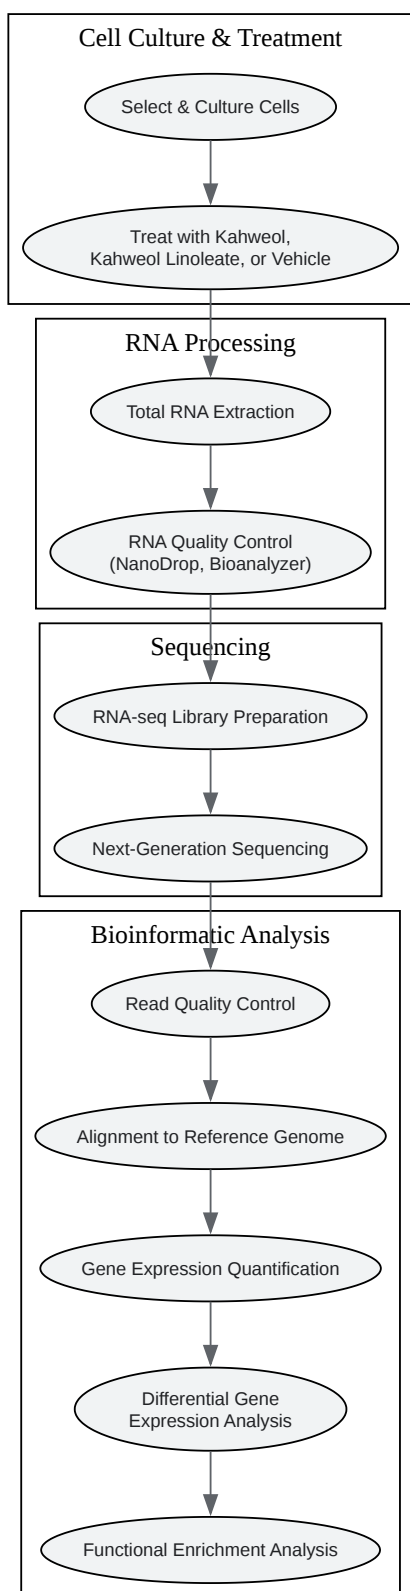 Cell Culture & Treatment
Select & Culture Cells
Treat with Kahweol,
Kahweol Linoleate, or Vehicle
RNA Processing
Total RNA Extraction
RNA Quality Control
(NanoDrop, Bioanalyzer)
Sequencing
RNA-seq Library Preparation
Next-Generation Sequencing
Bioinformatic Analysis
Read Quality Control
Alignment to Reference Genome
Gene Expression Quantification
Differential Gene
Expression Analysis
Functional Enrichment Analysis